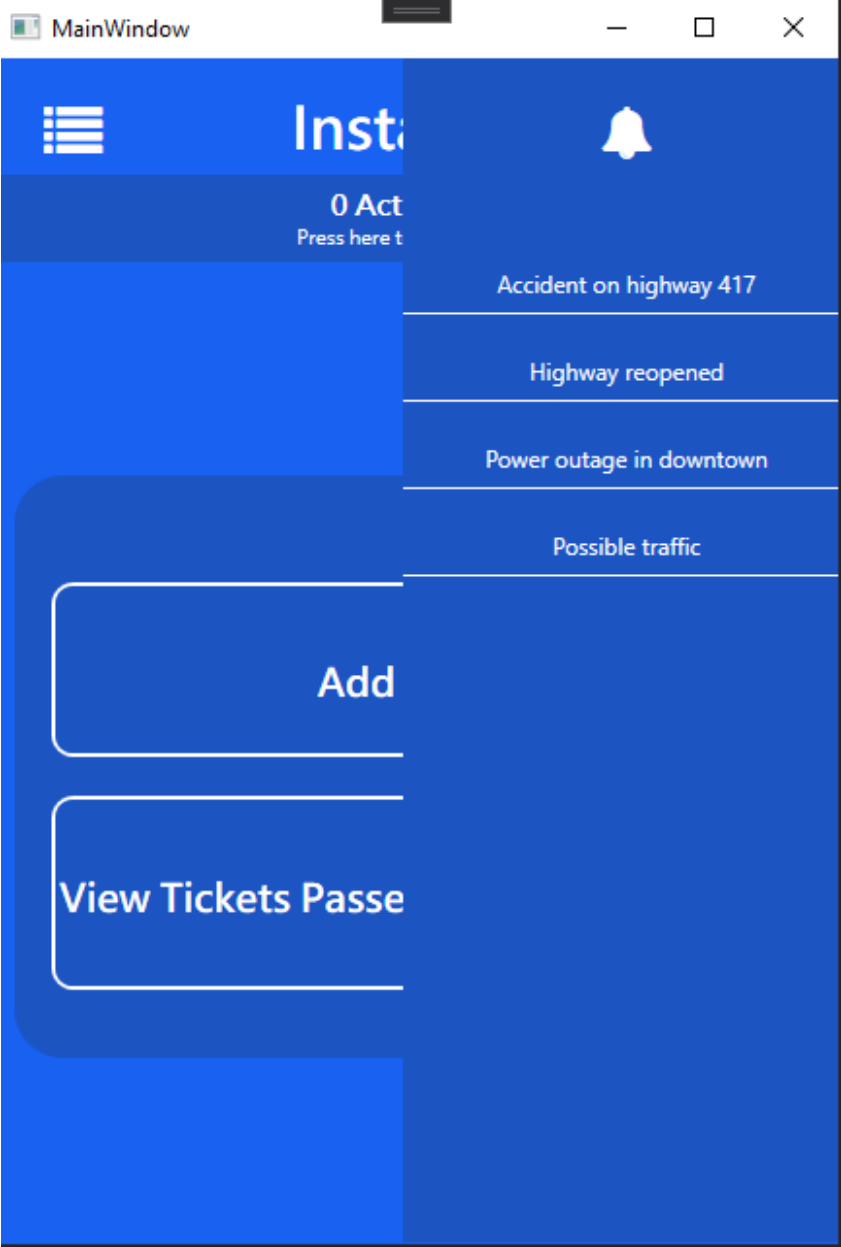 MainWindow
Inst
0 Act
Press here t
Accident on highway 417
Highway reopened
Power outage in downtown
Possible traffic
Add
View Tickets Passe